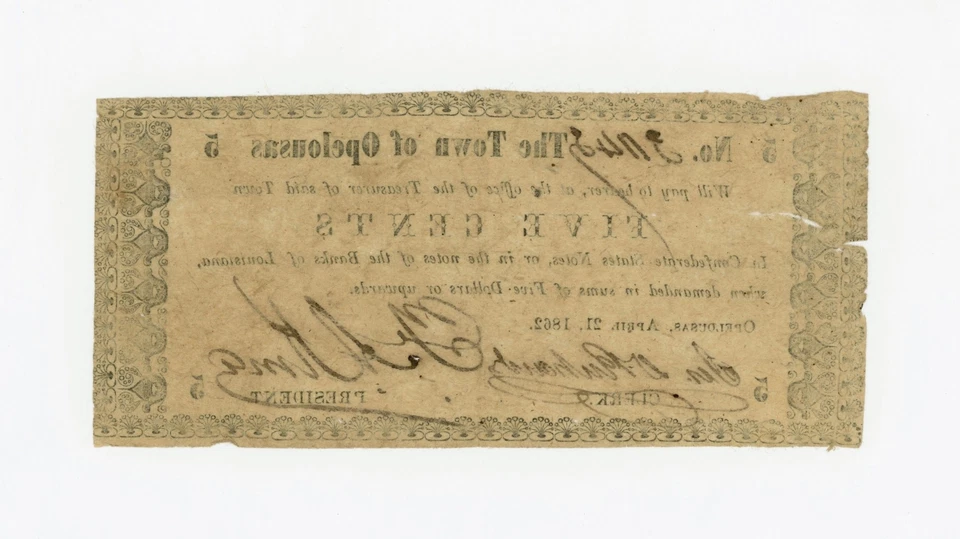 5 No. The Town of Opelousas 5
Will pay to bearer, at the office of the Treasurer of said Town
FIVE CENTS
In Confederate States Notes, or in the notes of the Banks of Louisiana,
when demanded in sums of Five Dollars or upwards.
OPELOUSAS, APRIL 21, 1862.
5 CLERK PRESIDENT 5